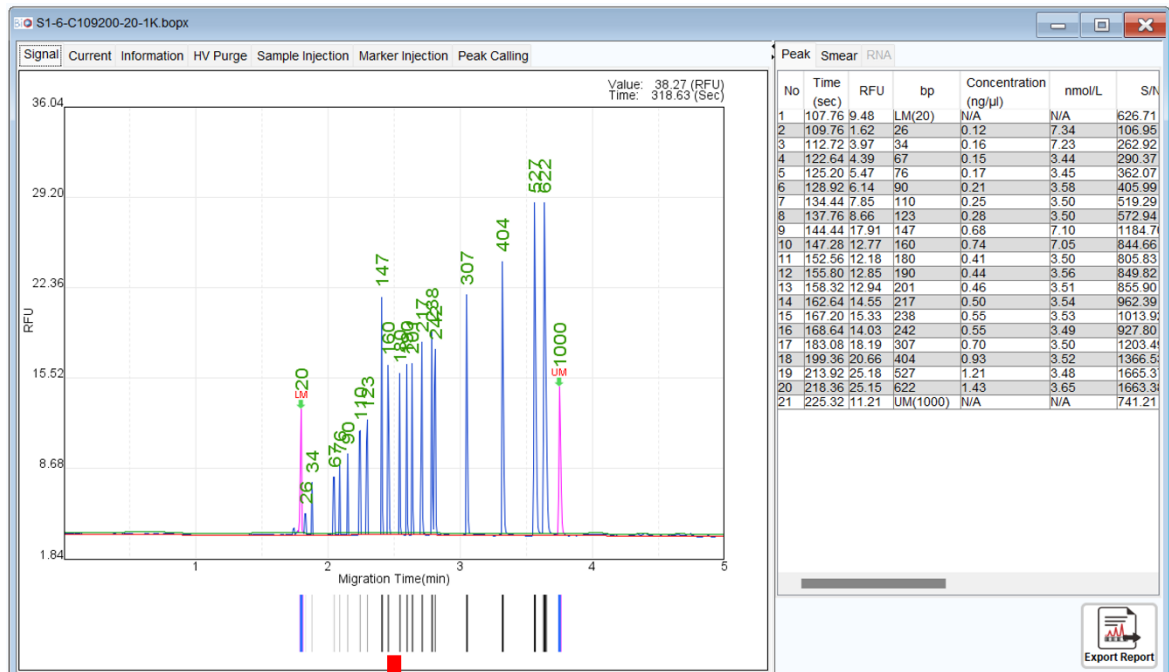 S1-6-C109200-20-1K.bopx
Signal Current Information HV Purge Sample Injection Marker Injection Peak Calling
Value: 38.27 (RFU)
Time: 318.63 (Sec)
36.04
29.20
22.36
15.52
8.68
1.84
RFU
LM
20
26
34
67
76
90
110
123
147
160
180
190
201
217
238
242
307
404
527
622
UM
1000
1 2 3 4 5
Migration Time(min)
Peak Smear RNA
No Time (sec) RFU bp Concentration (ng/µl) nmol/L S/N
1 107.76 9.48 LM(20) N/A N/A 626.71
2 109.76 1.62 26 0.12 7.34 106.95
3 112.72 3.97 34 0.16 7.23 262.92
4 122.64 4.39 67 0.15 3.44 290.37
5 125.20 5.47 76 0.17 3.45 362.07
6 128.92 6.14 90 0.21 3.58 405.99
7 134.44 7.85 110 0.25 3.50 519.29
8 137.76 8.66 123 0.28 3.50 572.94
9 144.44 17.91 147 0.68 7.10 1184.7
10 147.28 12.77 160 0.74 7.05 844.66
11 152.56 12.18 180 0.41 3.50 805.83
12 155.80 12.85 190 0.44 3.56 849.82
13 158.32 12.94 201 0.46 3.51 855.90
14 162.64 14.55 217 0.50 3.54 962.39
15 167.20 15.33 238 0.55 3.53 1013.9
16 168.64 14.03 242 0.55 3.49 927.80
17 183.08 18.19 307 0.70 3.50 1203.4
18 199.36 20.66 404 0.93 3.52 1366.5
19 213.92 25.18 527 1.21 3.48 1665.3
20 218.36 25.15 622 1.43 3.65 1663.3
21 225.32 11.21 UM(1000) N/A N/A 741.21
Export Report